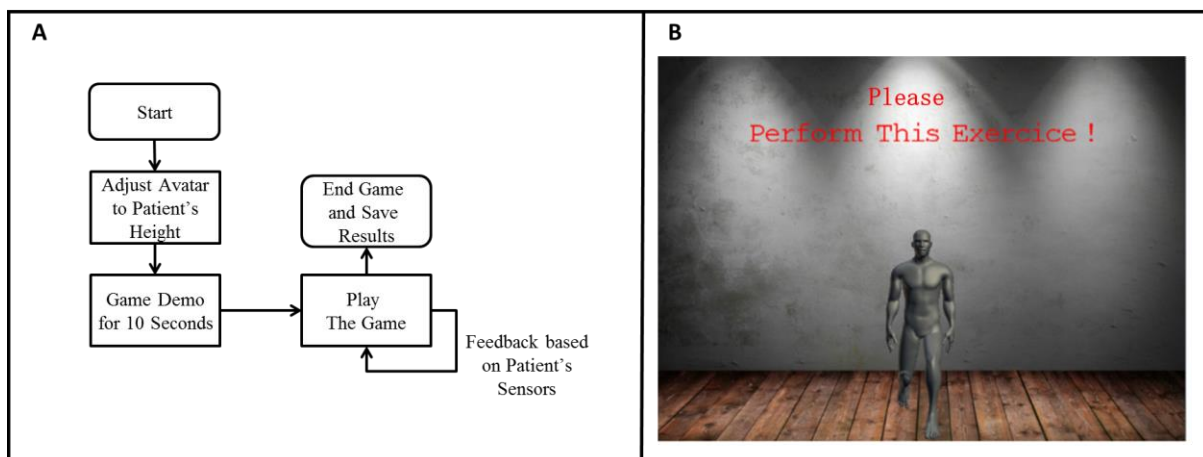 A
Start
Adjust Avatar
to Patient's
Height
Game Demo
for 10 Seconds
End Game
and Save
Results
Play
The Game
Feedback based
on Patient's
Sensors
B
Please
Perform This Exercice !